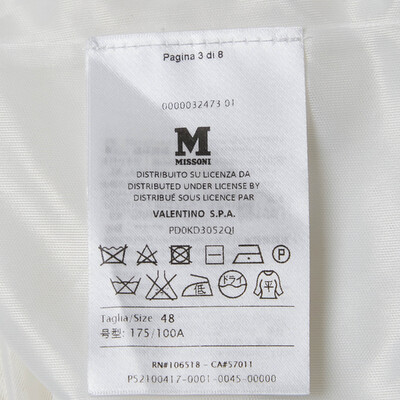 Pagina 3 di 8
0000032473 01
M
MISSONI
DISTRIBUITO SU LICENZA DA
DISTRIBUTED UNDER LICENSE BY
DISTRIBUÉ SOUS LICENCE PAR
VALENTINO S.P.A.
PD0KD3052QI
P
低 ドライ 平
Taglia/Size 48
号型: 175/100A
RN#106518 - CA#57011
P52100417-0001-0045-00000